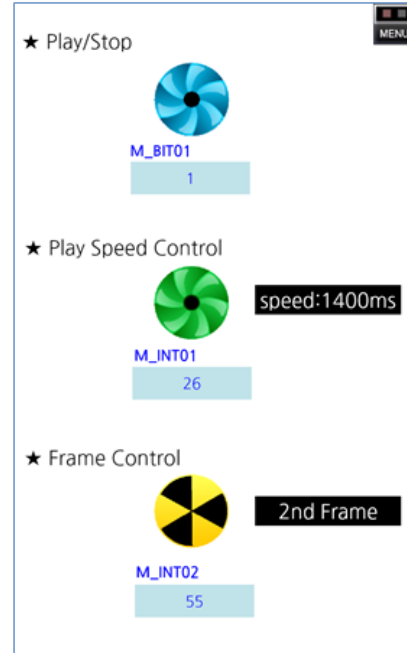 MENU
★ Play/Stop
M_BIT01
1
★ Play Speed Control
speed:1400ms
M_INT01
26
★ Frame Control
2nd Frame
M_INT02
55